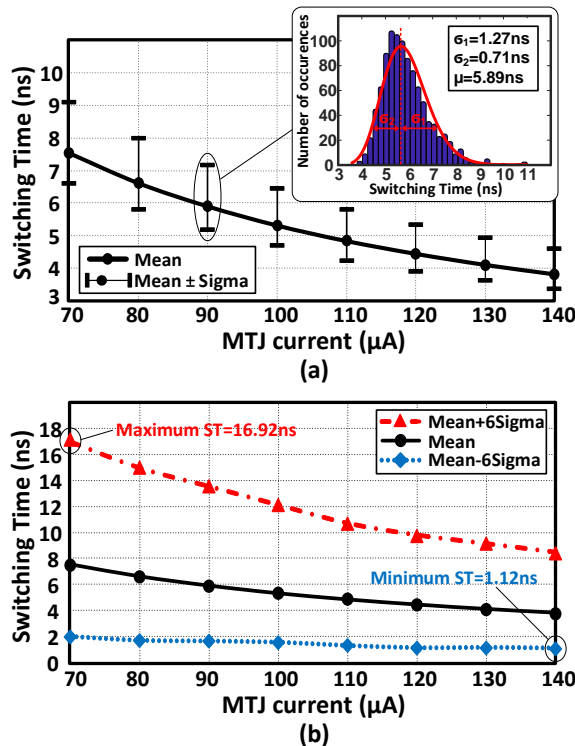 11
10
9
8
7
6
5
4
3
Switching Time (ns)
70 80 90 100 110 120 130 140
MTJ current (µA)
Mean
Mean ± Sigma
100
80
60
40
20
0
Number of occurences
3 4 5 6 7 8 9 10 11
Switching Time (ns)
σ₂ σ₁
σ₁=1.27ns
σ₂=0.71ns
µ=5.89ns
(a)
18
16
14
12
10
8
6
4
2
0
Switching Time (ns)
Maximum ST=16.92ns
Mean+6Sigma
Mean
Mean-6Sigma
Minimum ST=1.12ns
70 80 90 100 110 120 130 140
MTJ current (µA)
(b)